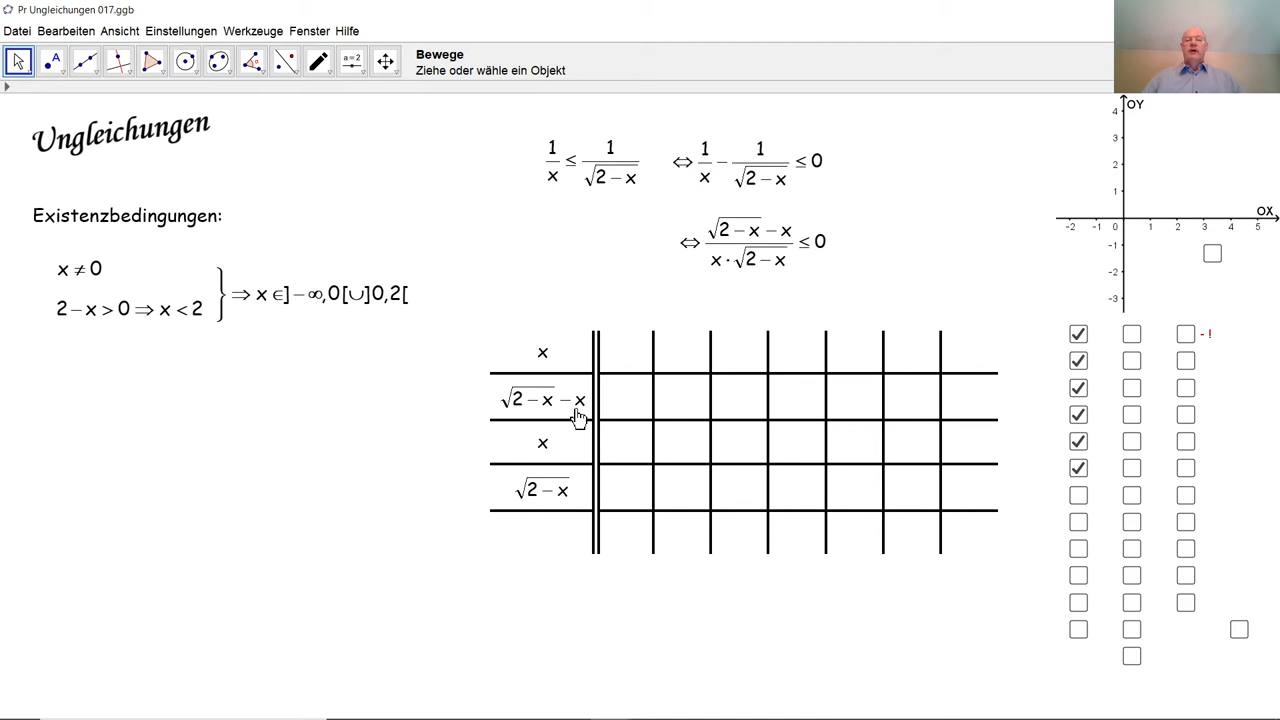 Pr Ungleichungen 017.ggb
Datei Bearbeiten Ansicht Einstellungen Werkzeuge Fenster Hilfe
A
α
a=2
Bewege
Ziehe oder wähle ein Objekt
Ungleichungen
1/x ≤ 1/√(2−x) ⇔ 1/x − 1/√(2−x) ≤ 0
⇔ (√(2−x) − x)/(x·√(2−x)) ≤ 0
Existenzbedingungen:
x ≠ 0
2−x > 0 ⇒ x < 2
} ⇒ x ∈ ]−∞,0[∪]0,2[
x
√(2−x) − x
x
√(2−x)
OY
4
3
2
1
OX
−2 −1 0 1 2 3 4 5
−1
−2
−3
- !